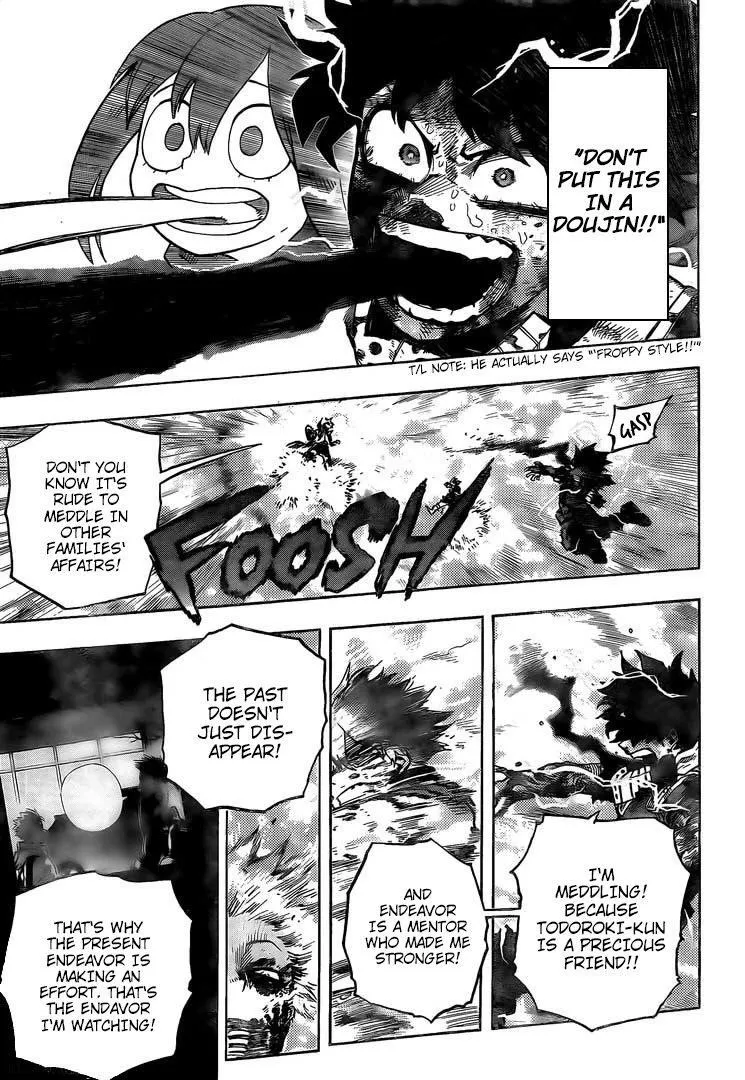 "DON'T
PUT THIS
IN A
DOUJIN!!"
T/L NOTE: HE ACTUALLY SAYS "'FROPPY STYLE!!'"
GASP
DON'T YOU
KNOW IT'S
RUDE TO
MEDDLE IN
OTHER
FAMILIES'
AFFAIRS!
FOOSH
I'M
MEDDLING!
BECAUSE
TODOROKI-KUN
IS A PRECIOUS
FRIEND!!
AND
ENDEAVOR
IS A MENTOR
WHO MADE ME
STRONGER!
THE PAST
DOESN'T
JUST DIS-
APPEAR!
THAT'S WHY
THE PRESENT
ENDEAVOR IS
MAKING AN
EFFORT. THAT'S
THE ENDAVOR
I'M WATCHING!